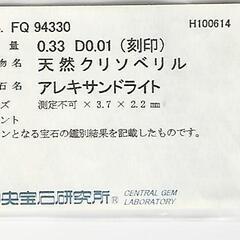 . FQ 94330
H100614
量 0.33 D0.01 (刻印)
物名 天然クリソベリル
石名 アレキサンドライト
ズ 測定不可 × 3.7 × 2.2 mm
ント
ンとなる宝石の鑑別結果を記載したものです。
央宝石研究所® CENTRAL GEM
LABORATORY